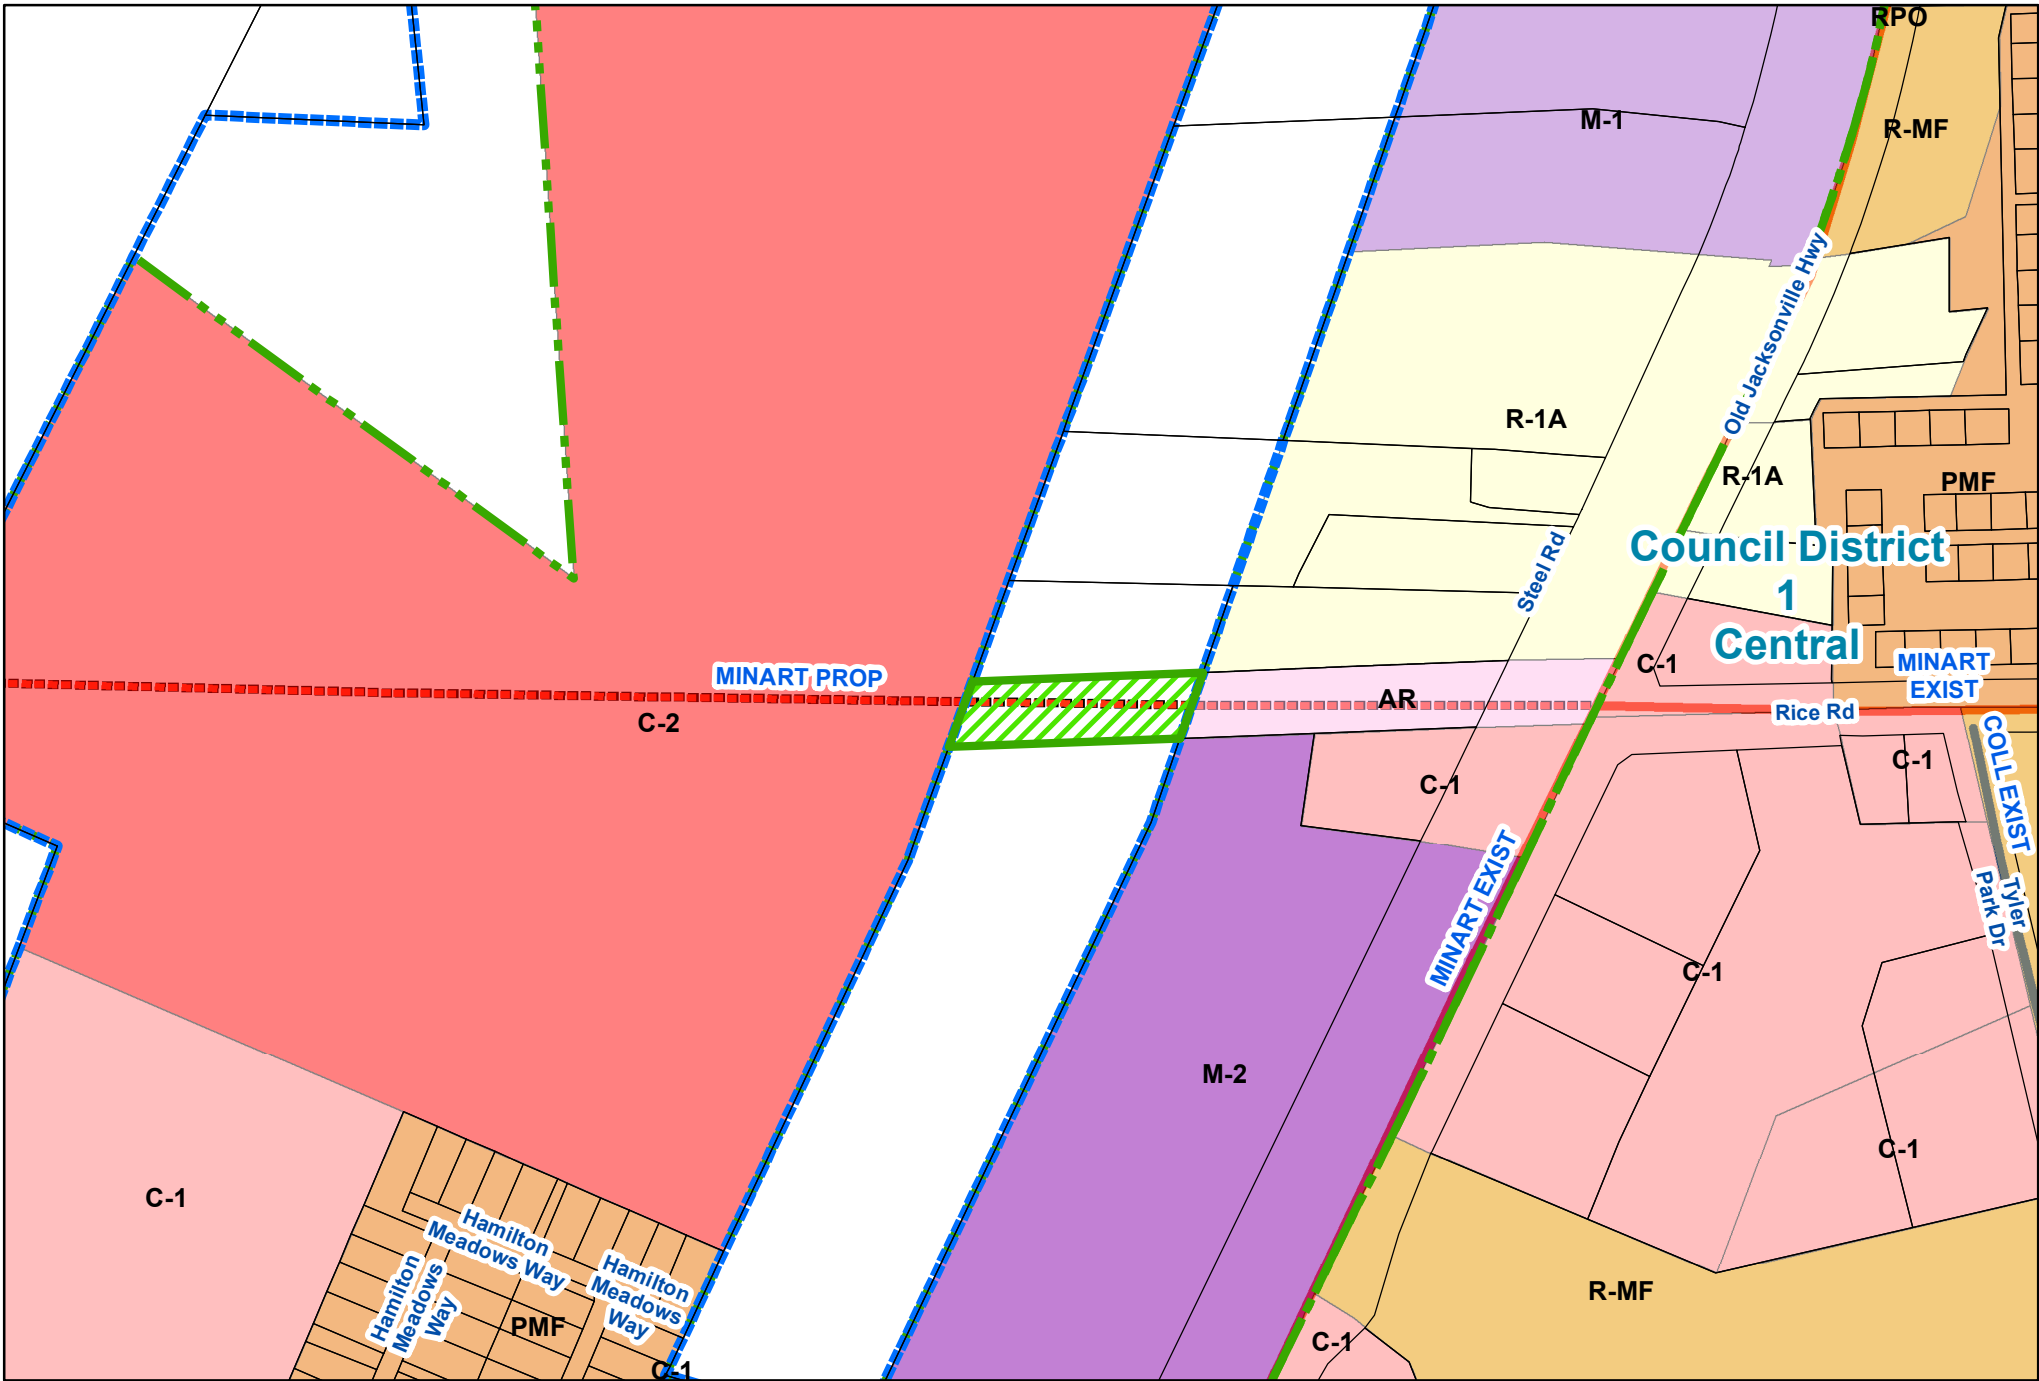 RPO
M-1
R-MF
Old Jacksonville Hwy
R-1A
R-1A
PMF
Council District
1
Central
Steel Rd
MINART PROP
C-2
AR
C-1
MINART
EXIST
Rice Rd
C-1
C-1
COLL EXIST
MINART EXIST
Tyler
Park Dr
C-1
M-2
C-1
C-1
Hamilton
Meadows Way
Hamilton
Meadows
Way
Hamilton
Meadows
Way
PMF
C-1
R-MF
C-1